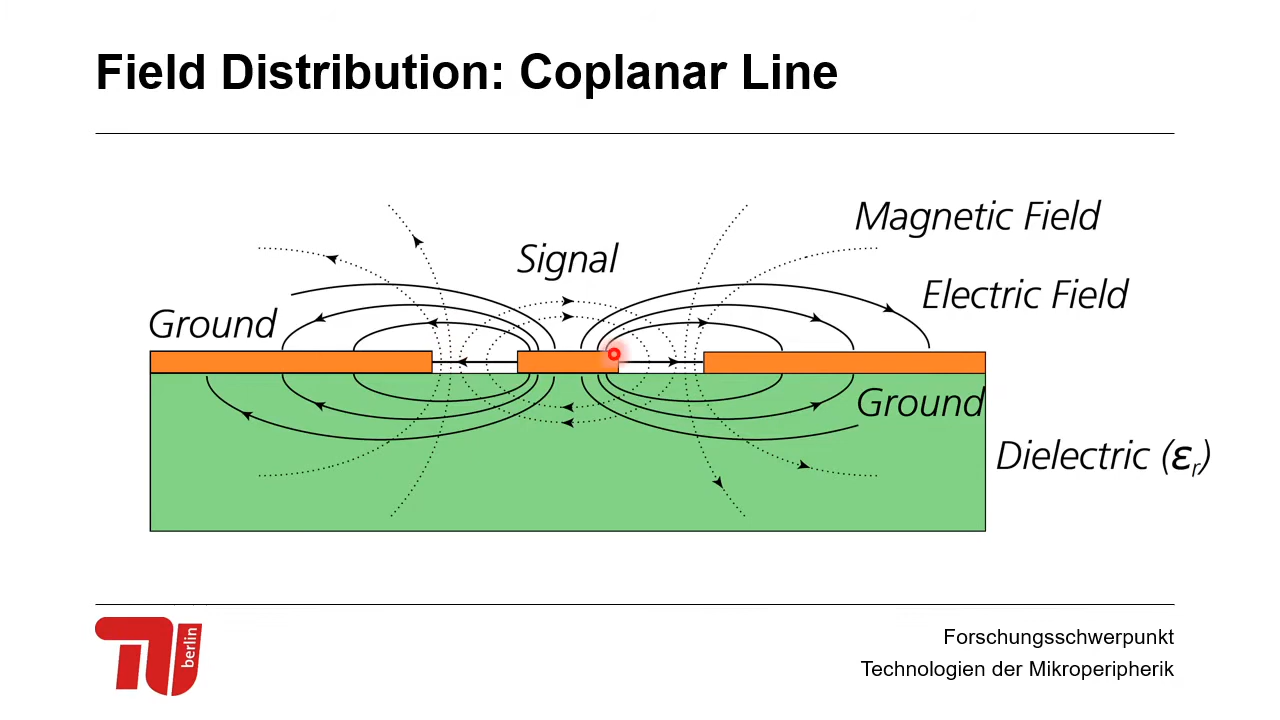 Field Distribution: Coplanar Line
Magnetic Field
Signal
Electric Field
Ground
Ground
Dielectric (εr)
berlin
Forschungsschwerpunkt
Technologien der Mikroperipherik